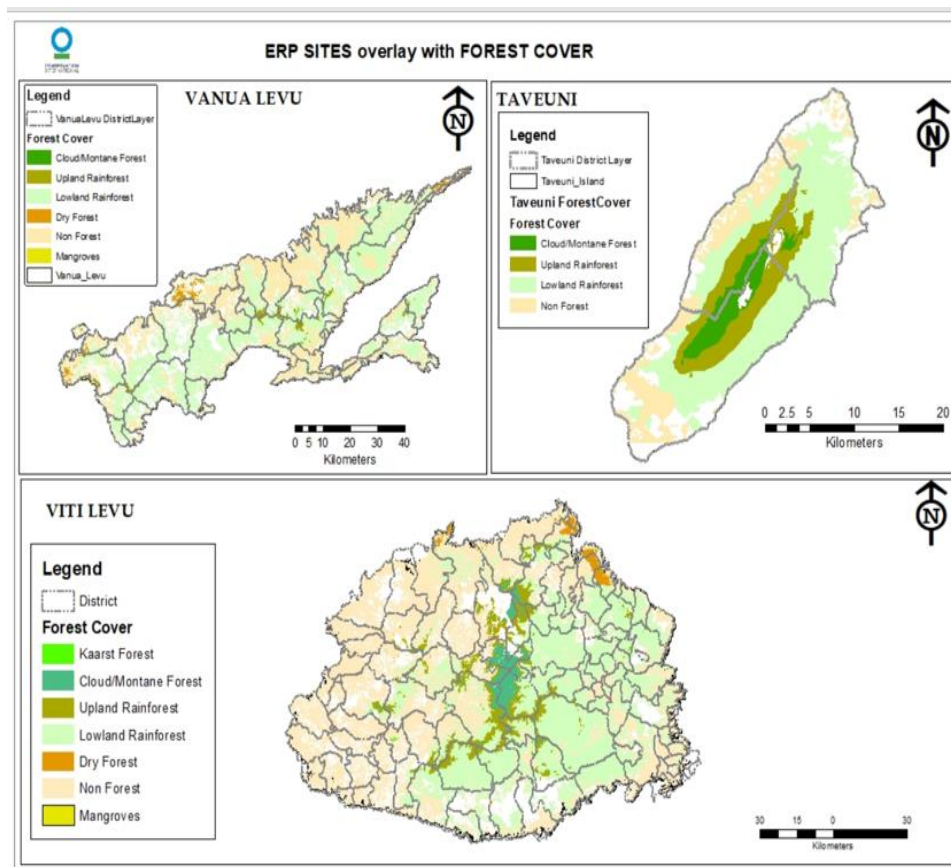 ERP SITES overlay with FOREST COVER
CONSERVATION
INTERNATIONAL
VANUA LEVU
Legend
VanuaLevu DistrictLayer
Forest Cover
Cloud/Montane Forest
Upland Rainforest
Lowland Rainforest
Dry Forest
Non Forest
Mangroves
Vanua_Levu
N
0 5 10 20 30 40
Kilometers
TAVEUNI
Legend
Taveuni District Layer
Taveuni_Island
Taveuni ForestCover
Forest Cover
Cloud/Montane Forest
Upland Rainforest
Lowland Rainforest
Non Forest
N
0 2.5 5 10 15 20
Kilometers
VITI LEVU
Legend
District
Forest Cover
Kaarst Forest
Cloud/Montane Forest
Upland Rainforest
Lowland Rainforest
Dry Forest
Non Forest
Mangroves
N
30 15 0 30
Kilometers